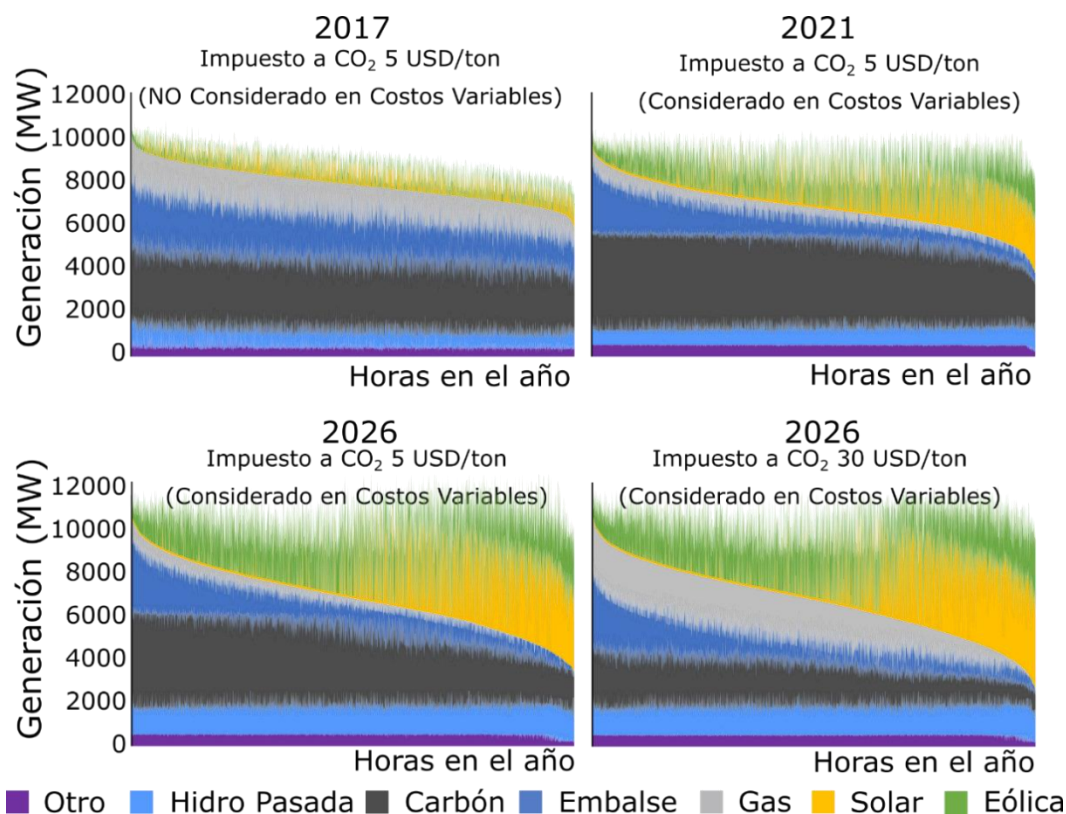 2017
Impuesto a CO₂ 5 USD/ton
(NO Considerado en Costos Variables)
Generación (MW)
12000
10000
8000
6000
4000
2000
0
Horas en el año
2021
Impuesto a CO₂ 5 USD/ton
(Considerado en Costos Variables)
Horas en el año
2026
Impuesto a CO₂ 5 USD/ton
(Considerado en Costos Variables)
Generación (MW)
12000
10000
8000
6000
4000
2000
0
Horas en el año
2026
Impuesto a CO₂ 30 USD/ton
(Considerado en Costos Variables)
Horas en el año
Otro Hidro Pasada Carbón Embalse Gas Solar Eólica